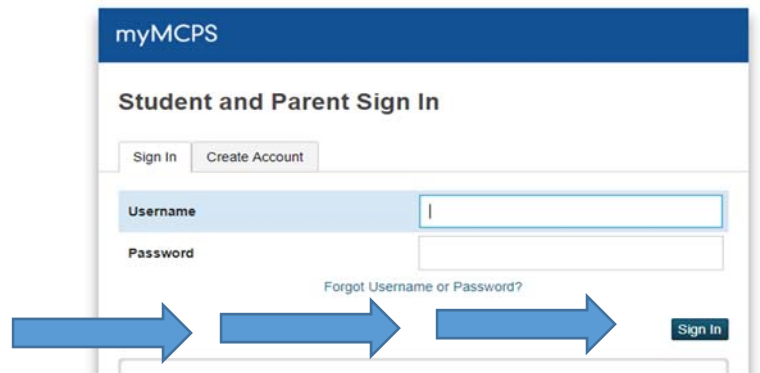 myMCPS
Student and Parent Sign In
Sign In Create Account
Username
Password
Forgot Username or Password?
Sign In